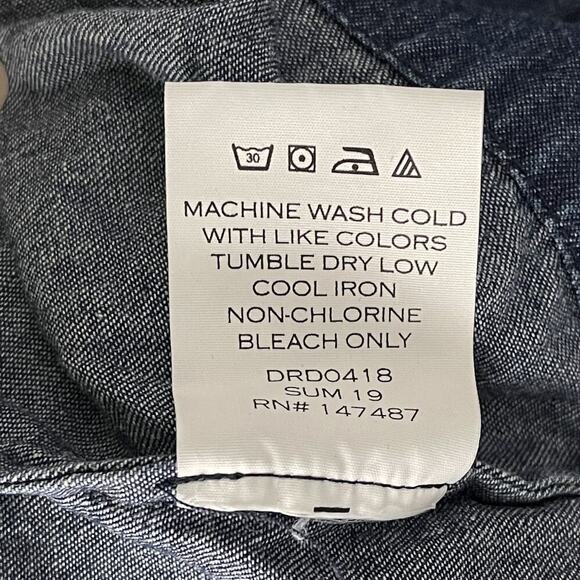 30
MACHINE WASH COLD
WITH LIKE COLORS
TUMBLE DRY LOW
COOL IRON
NON-CHLORINE
BLEACH ONLY
DRD0418
SUM 19
RN# 147487